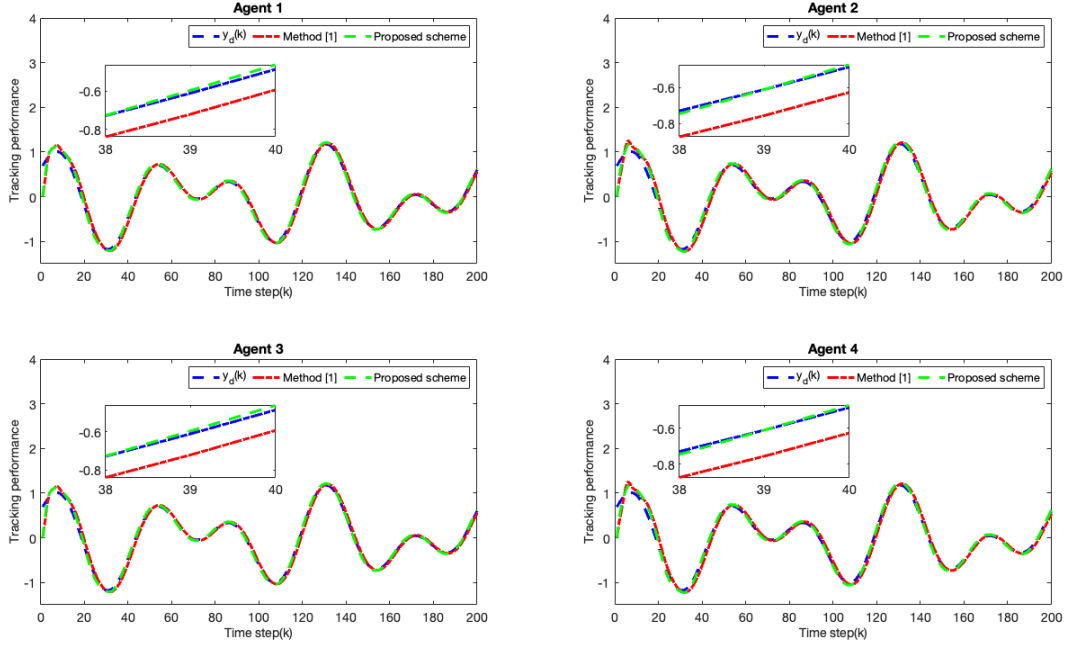 Agent 1
y_d(k) Method [1] Proposed scheme
Tracking performance
4
3
2
1
0
-1
-0.6
-0.8
38 39 40
0 20 40 60 80 100 120 140 160 180 200
Time step(k)
Agent 2
y_d(k) Method [1] Proposed scheme
Tracking performance
4
3
2
1
0
-1
-0.6
-0.8
38 39 40
0 20 40 60 80 100 120 140 160 180 200
Time step(k)
Agent 3
y_d(k) Method [1] Proposed scheme
Tracking performance
4
3
2
1
0
-1
-0.6
-0.8
38 39 40
0 20 40 60 80 100 120 140 160 180 200
Time step(k)
Agent 4
y_d(k) Method [1] Proposed scheme
Tracking performance
4
3
2
1
0
-1
-0.6
-0.8
38 39 40
0 20 40 60 80 100 120 140 160 180 200
Time step(k)